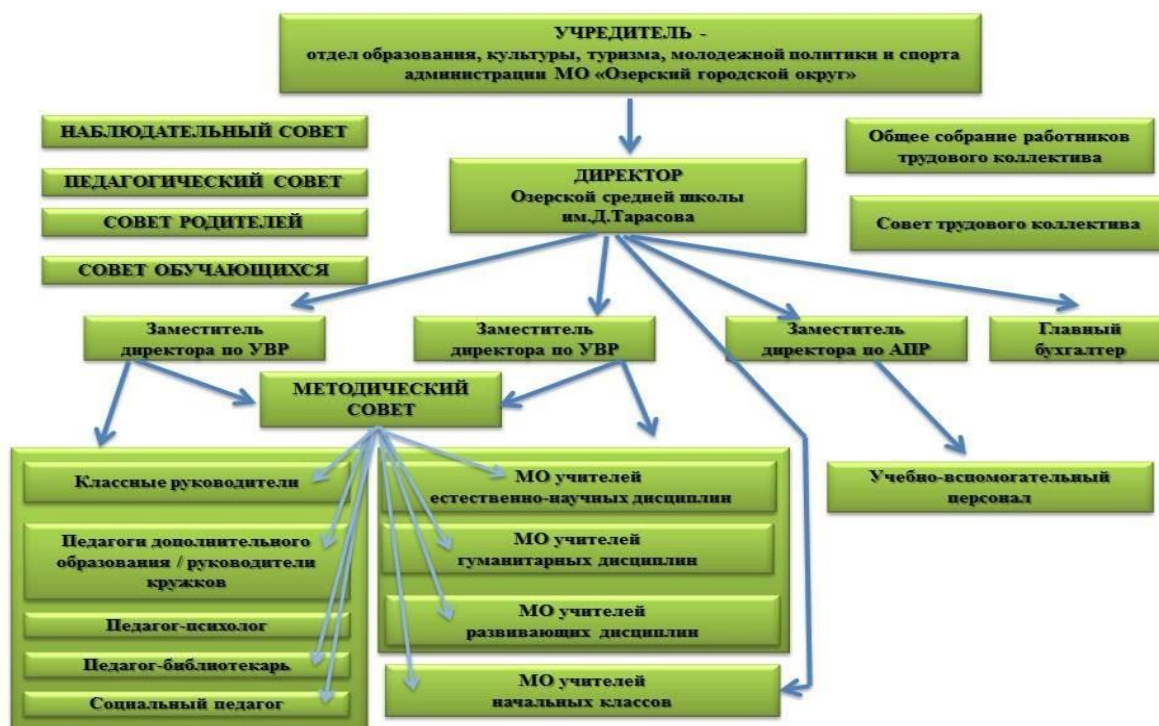 УЧРЕДИТЕЛЬ -
отдел образования, культуры, туризма, молодежной политики и спорта
администрации МО «Озерский городской округ»
НАБЛЮДАТЕЛЬНЫЙ СОВЕТ
ПЕДАГОГИЧЕСКИЙ СОВЕТ
СОВЕТ РОДИТЕЛЕЙ
СОВЕТ ОБУЧАЮЩИХСЯ
ДИРЕКТОР
Озерской средней школы
им.Д.Тарасова
Общее собрание работников
трудового коллектива
Совет трудового коллектива
Заместитель
директора по УВР
Заместитель
директора по УВР
Заместитель
директора по АПР
Главный
бухгалтер
МЕТОДИЧЕСКИЙ
СОВЕТ
Классные руководители
Педагоги дополнительного
образования / руководители
кружков
Педагог-психолог
Педагог-библиотекарь
Социальный педагог
МО учителей
естественно-научных дисциплин
МО учителей
гуманитарных дисциплин
МО учителей
развивающих дисциплин
МО учителей
начальных классов
Учебно-вспомогательный
персонал